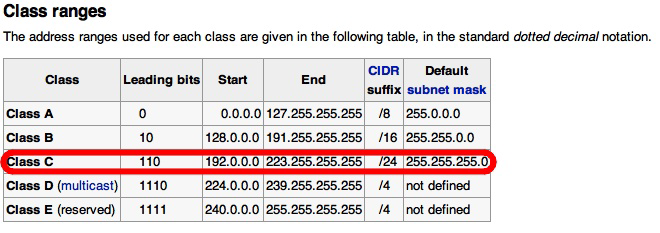 Class ranges
The address ranges used for each class are given in the following table, in the standard dotted decimal notation.
Class Leading bits Start End CIDR suffix Default subnet mask
Class A 0 0.0.0.0 127.255.255.255 /8 255.0.0.0
Class B 10 128.0.0.0 191.255.255.255 /16 255.255.0.0
Class C 110 192.0.0.0 223.255.255.255 /24 255.255.255.0
Class D (multicast) 1110 224.0.0.0 239.255.255.255 /4 not defined
Class E (reserved) 1111 240.0.0.0 255.255.255.255 /4 not defined